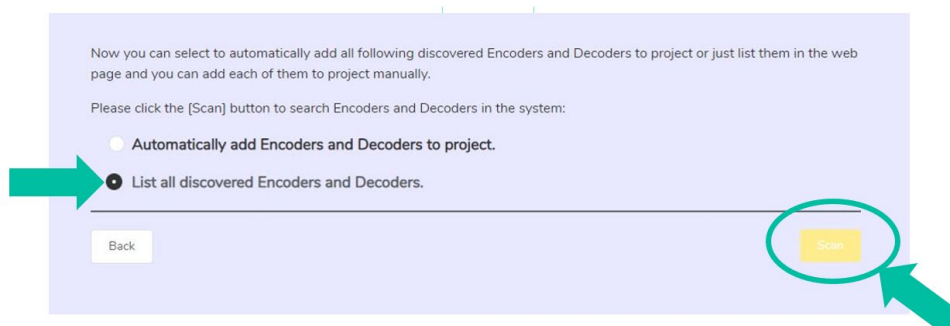 Now you can select to automatically add all following discovered Encoders and Decoders to project or just list them in the web
page and you can add each of them to project manually.
Please click the [Scan] button to search Encoders and Decoders in the system:
Automatically add Encoders and Decoders to project.
List all discovered Encoders and Decoders.
Back
Scan